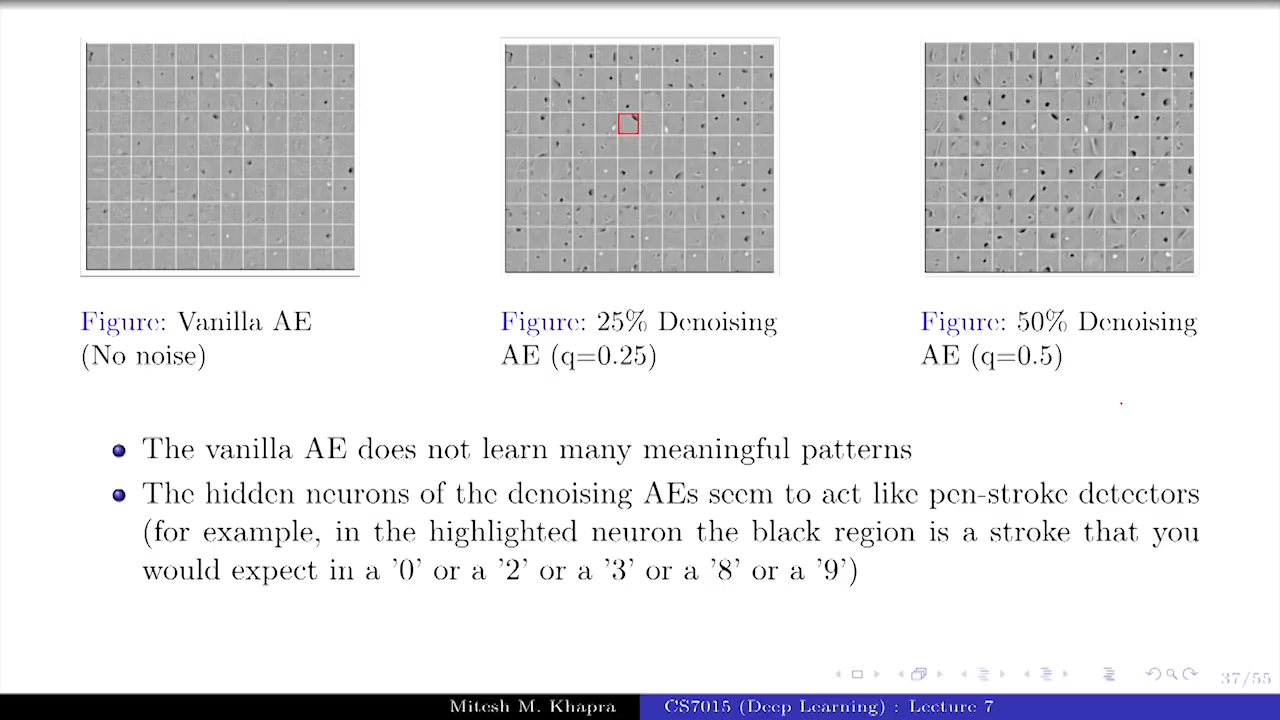 Figure: Vanilla AE
(No noise)
Figure: 25% Denoising
AE (q=0.25)
Figure: 50% Denoising
AE (q=0.5)
The vanilla AE does not learn many meaningful patterns
The hidden neurons of the denoising AEs seem to act like pen-stroke detectors
(for example, in the highlighted neuron the black region is a stroke that you
would expect in a '0' or a '2' or a '3' or a '8' or a '9')
37/55
Mitesh M. Khapra
CS7015 (Deep Learning) : Lecture 7